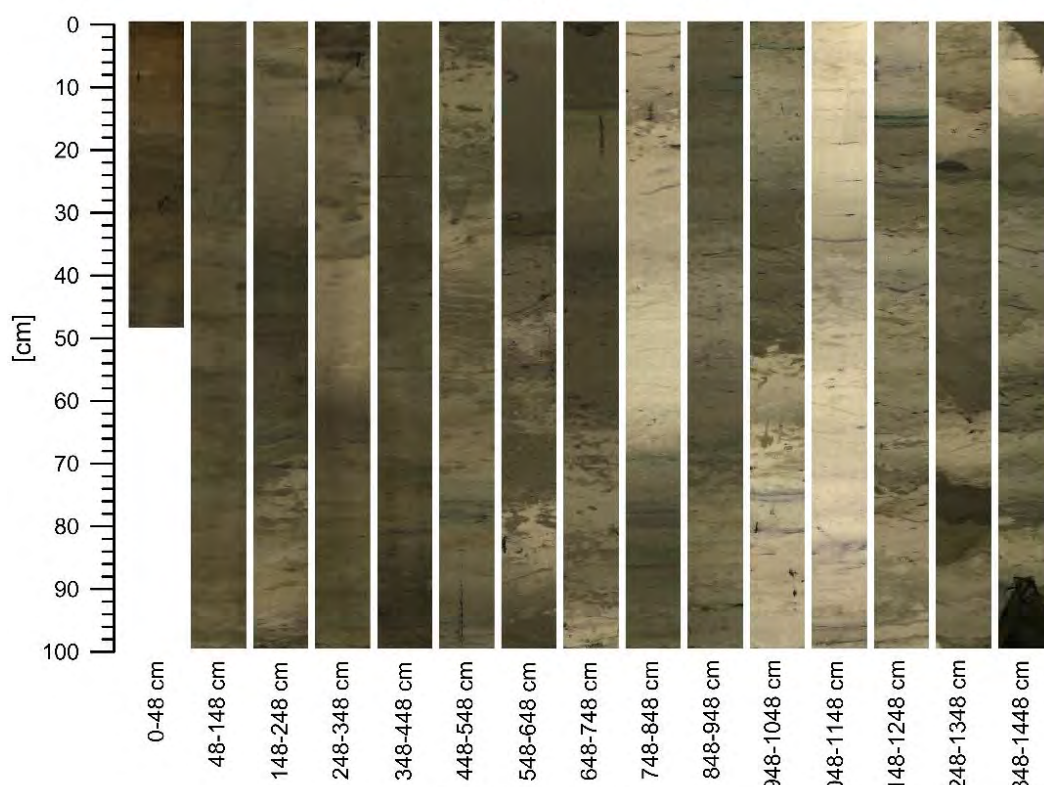 0
10
20
30
40
50
60
70
80
90
100
[cm]
0-48 cm
48-148 cm
148-248 cm
248-348 cm
348-448 cm
448-548 cm
548-648 cm
648-748 cm
748-848 cm
848-948 cm
948-1048 cm
048-1148 cm
148-1248 cm
248-1348 cm
348-1448 cm